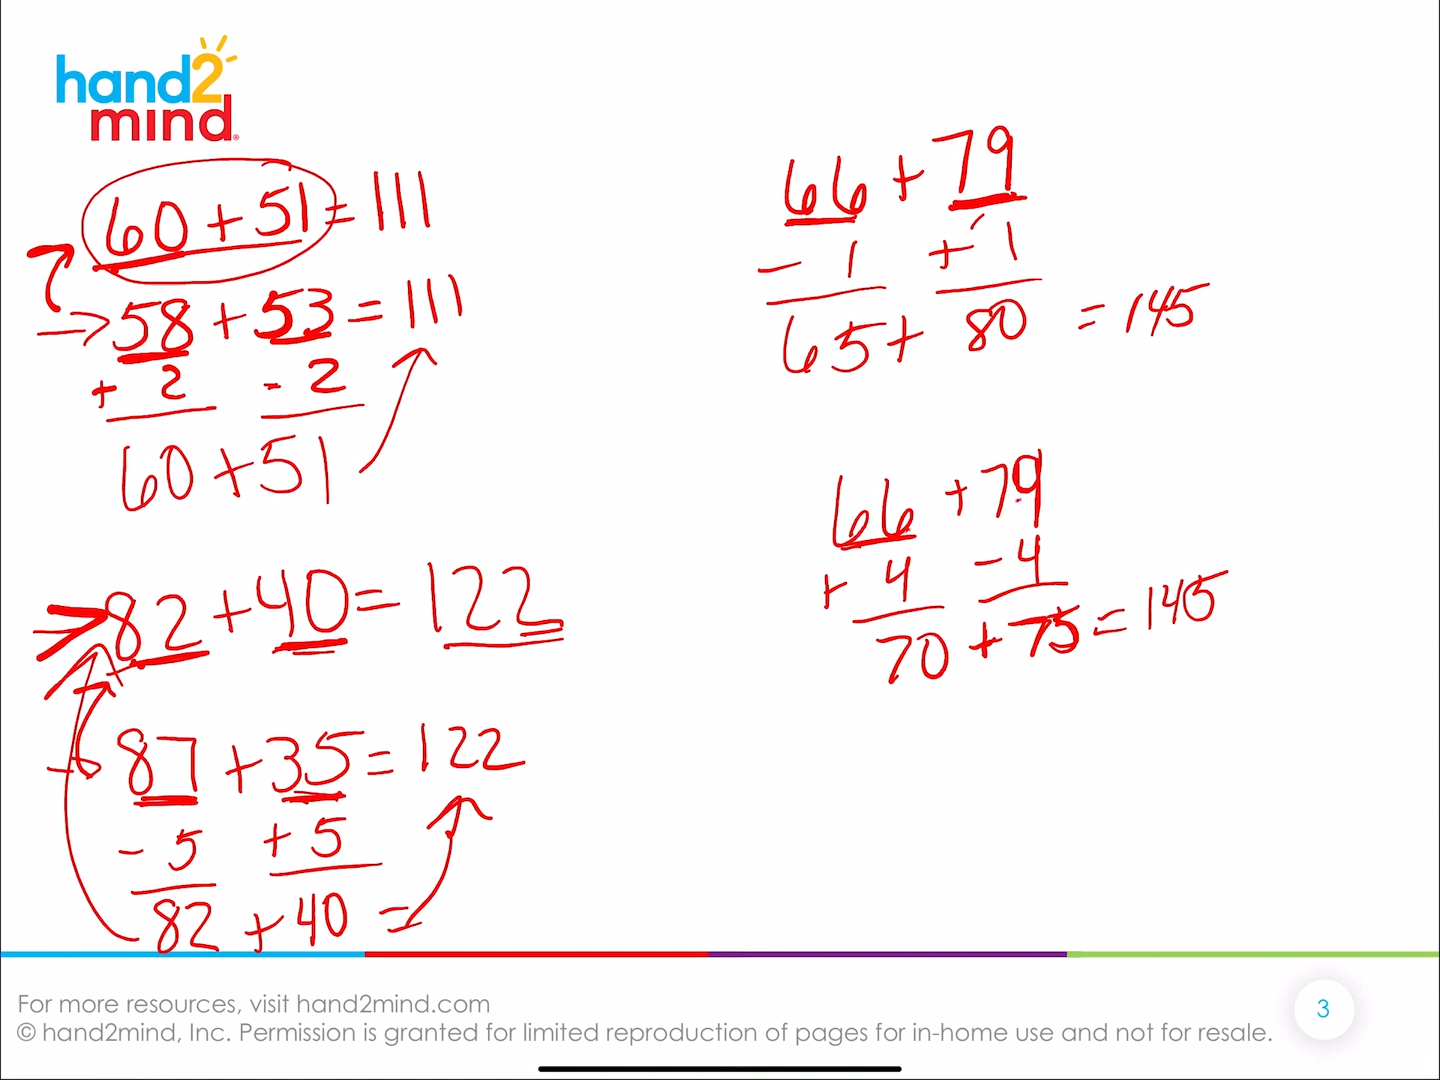 hand2
mind®
60 + 51 = 111
58 + 53 = 111
+ 2 - 2
60 + 51
82 + 40 = 122
87 + 35 = 122
- 5 + 5
82 + 40 =
66 + 79
- 1 + 1
65 + 80 = 145
66 + 79
+ 4 - 4
70 + 75 = 145
For more resources, visit hand2mind.com
© hand2mind, Inc. Permission is granted for limited reproduction of pages for in-home use and not for resale.
3